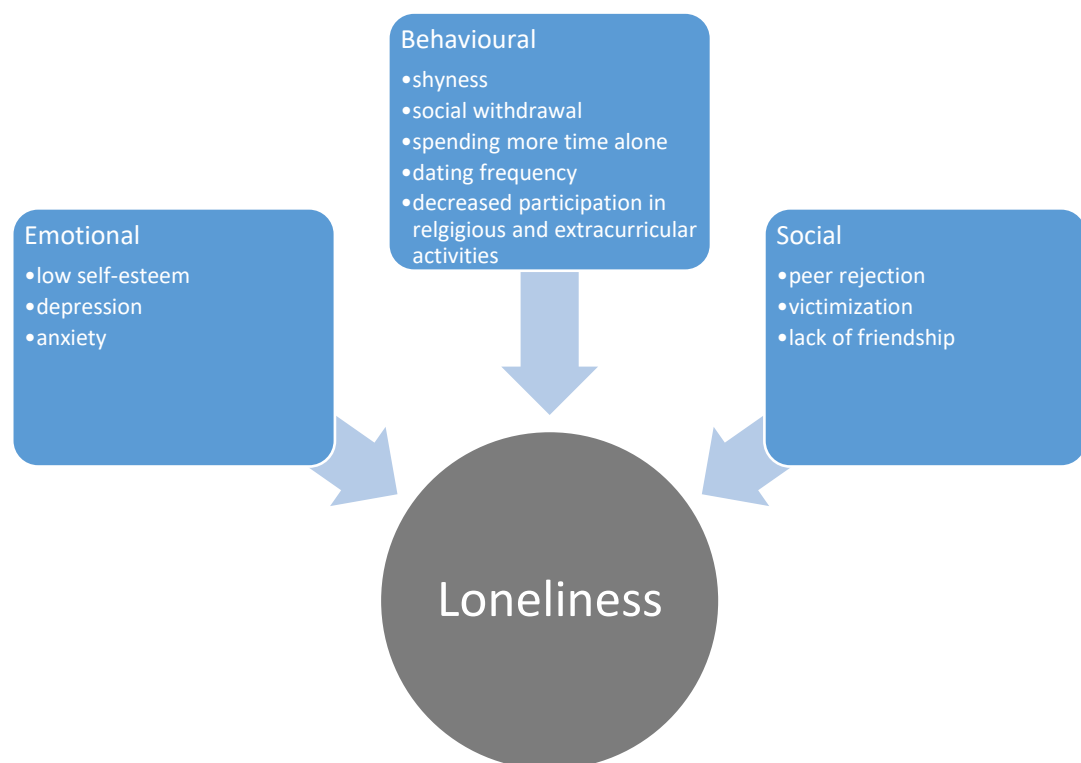 Behavioural
•shyness
•social withdrawal
•spending more time alone
•dating frequency
•decreased participation in
relgigious and extracurricular
activities
Emotional
•low self-esteem
•depression
•anxiety
Social
•peer rejection
•victimization
•lack of friendship
Loneliness